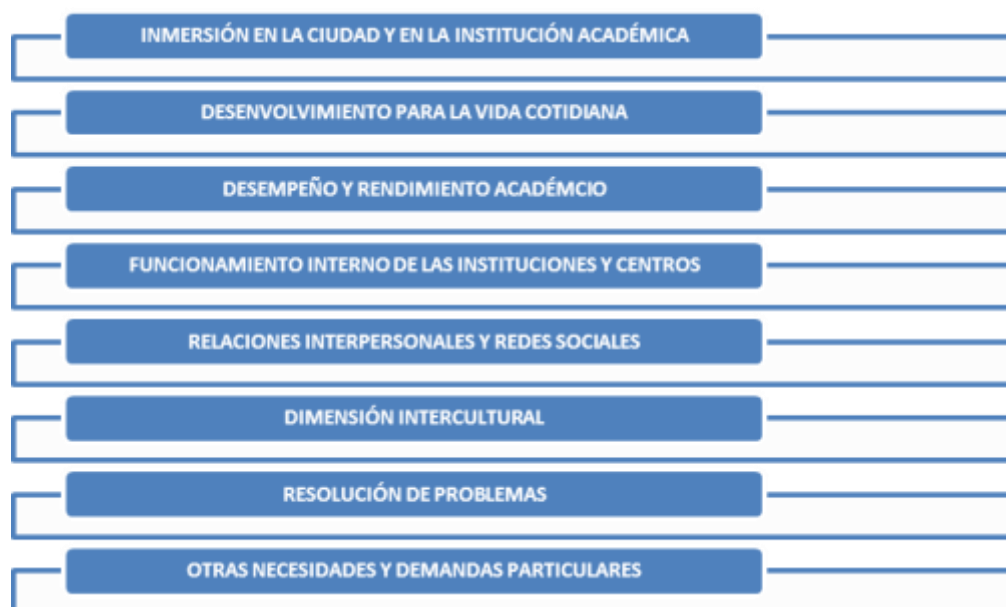 INMERSIÓN EN LA CIUDAD Y EN LA INSTITUCIÓN ACADÉMICA
DESENVOLVIMIENTO PARA LA VIDA COTIDIANA
DESEMPEÑO Y RENDIMIENTO ACADÉMCIO
FUNCIONAMIENTO INTERNO DE LAS INSTITUCIONES Y CENTROS
RELACIONES INTERPERSONALES Y REDES SOCIALES
DIMENSIÓN INTERCULTURAL
RESOLUCIÓN DE PROBLEMAS
OTRAS NECESIDADES Y DEMANDAS PARTICULARES